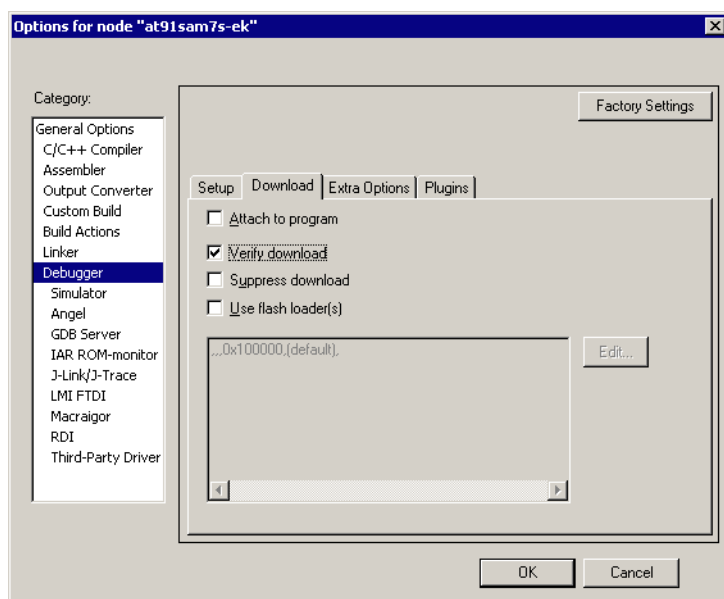 Options for node "at91sam7s-ek"
Category:
Factory Settings
General Options
C/C++ Compiler
Assembler
Output Converter
Custom Build
Build Actions
Linker
Debugger
Simulator
Angel
GDB Server
IAR ROM-monitor
J-Link/J-Trace
LMI FTDI
Macraigor
RDI
Third-Party Driver
Setup Download Extra Options Plugins
Attach to program
Verify download
Suppress download
Use flash loader(s)
,,,0x100000,(default),
Edit...
OK Cancel